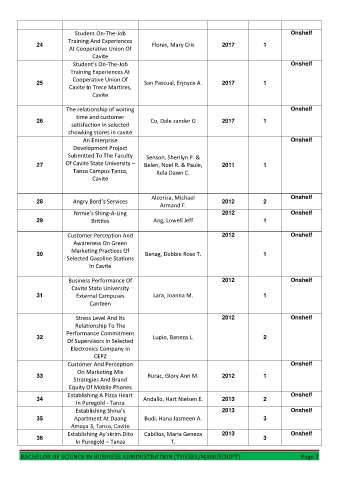 24 Student On-The-Job Onshelf
Training And Experiences
At Cooperative Union Of Flores, Mary Cris 2017 1
Cavite
25 Student's On-The-Job Onshelf
Training Experiences At
Cooperative Union Of San Pascual, Erjoyce A. 2017 1
Cavite In Trece Martires,
Cavite
26 The relationship of waiting Onshelf
time and customer Co, Dale zander G 2017 1
satisfaction in selected
chowking stores in cavite
27 An Enterprise Onshelf
Development Project
Submitted To The Faculty Senson, Sherilyn P. &
Of Cavite State University – Belen, Noel R. & Paule, 2011 1
Tanza Campus Tanza, Xela Dawn C.
Cavite
28 Angry Bord's Services Alcoriza, Michael 2012 2 Onshelf
Armand F.
29 Nimie's Shing-A-Ling 2012 Onshelf
Brittles Ang, Lowell Jeff 1
30 Customer Perception And 2012 Onshelf
Awareness On Green
Marketing Practices Of Banag, Debbie Rose T. 1
Selected Gasoline Stations
In Cavite
31 Business Performance Of 2012 Onshelf
Cavite State University
External Campuses Lara, Joanna M. 1
Canteen
32 Stress Level And Its 2012 Onshelf
Relationship To The
Performance Commitment Lupio, Baneza L. 2
Of Supervisors In Selected
Electronics Company In
CEPZ
33 Customer And Perception Onshelf
On Marketing Mix Rurac, Glory Ann M. 2012 1
Strategies And Brand
Equity Of Mobile Phones
34 Establishing A Pizza Heart Andallo, Hart Nielsen E. 2013 2 Onshelf
In Puregold - Tanza
35 Establishing Shina's 2013 Onshelf
Apartment At Daang Budi, Hana Jasmeen A. 3
Amaya 3, Tanza, Cavite
36 Establishing Ay'skrim Dito Cabillos, Maria Geneza 2013 3 Onshelf
In Puregold – Tanza T.
BACHELOR OF SCIENCE IN BUSINESS ADMINISTRATION (THESES/MANUSCRIPT) Page 3